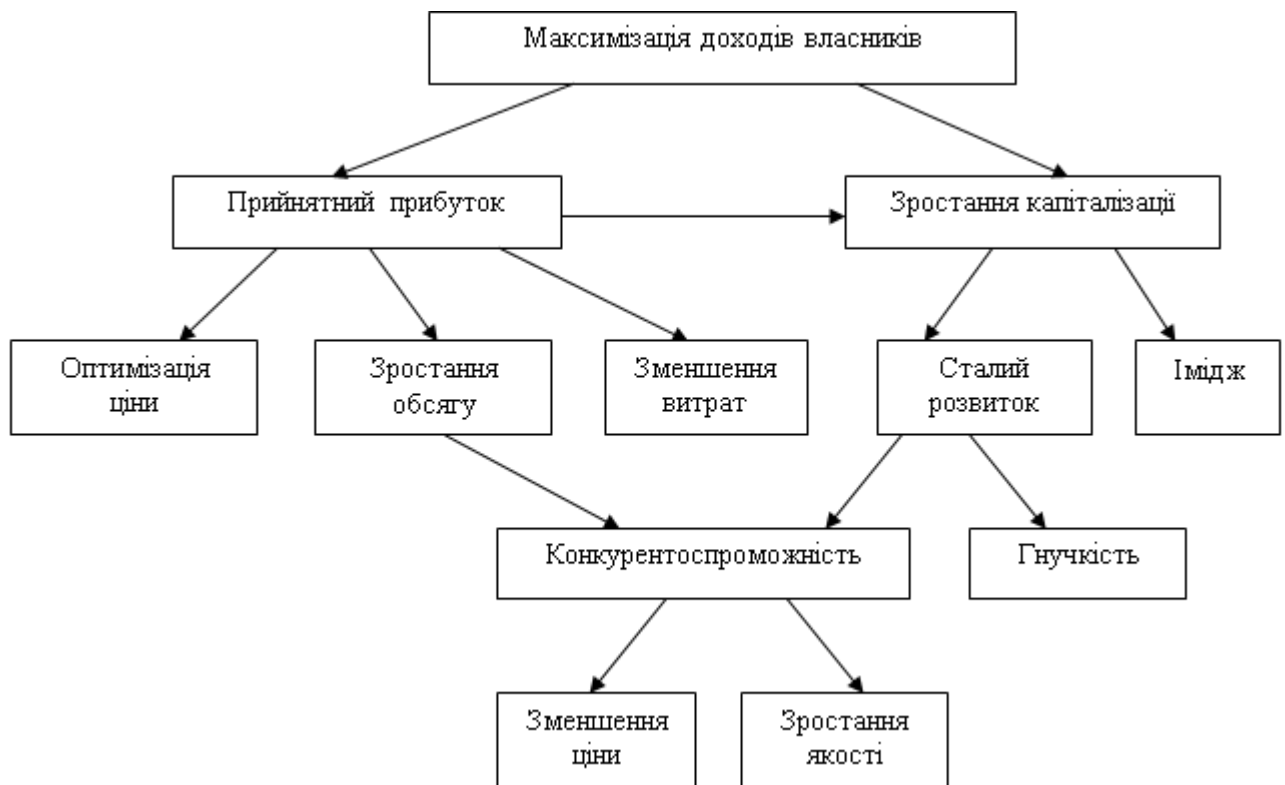 Максимізація доходів власників
Прийнятний прибуток
Зростання капіталізації
Оптимізація
ціни
Зростання
обсягу
Зменшення
витрат
Сталий
розвиток
Імідж
Конкурентоспроможність
Гнучкість
Зменшення
ціни
Зростання
якості